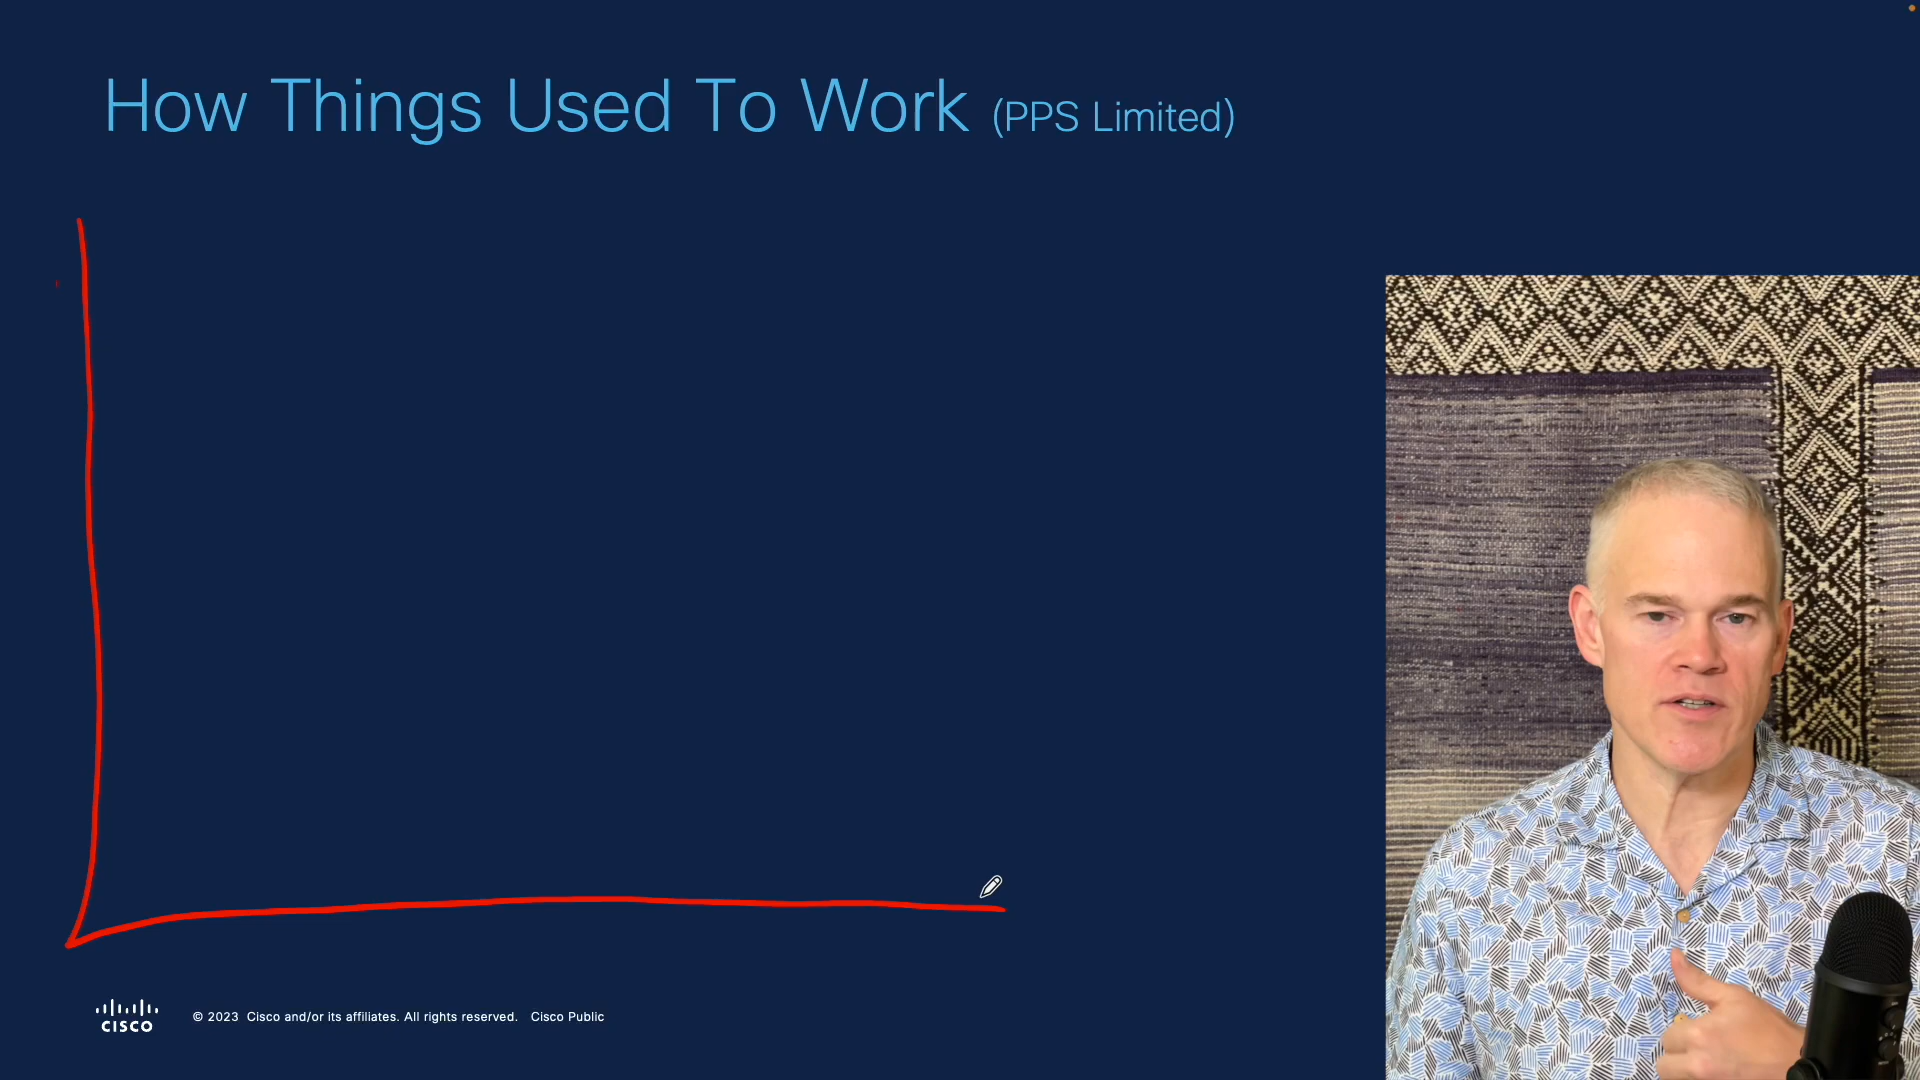 How Things Used To Work (PPS Limited)
CISCO
© 2023 Cisco and/or its affiliates. All rights reserved. Cisco Public